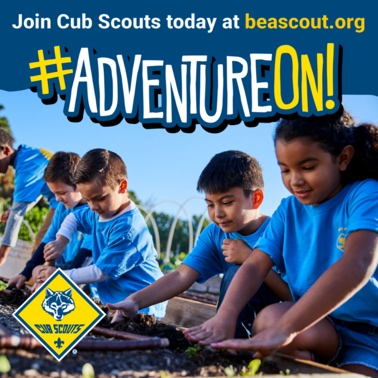 Join Cub Scouts today at beascout.org
#ADVENTUREON!
CUB SCOUTS